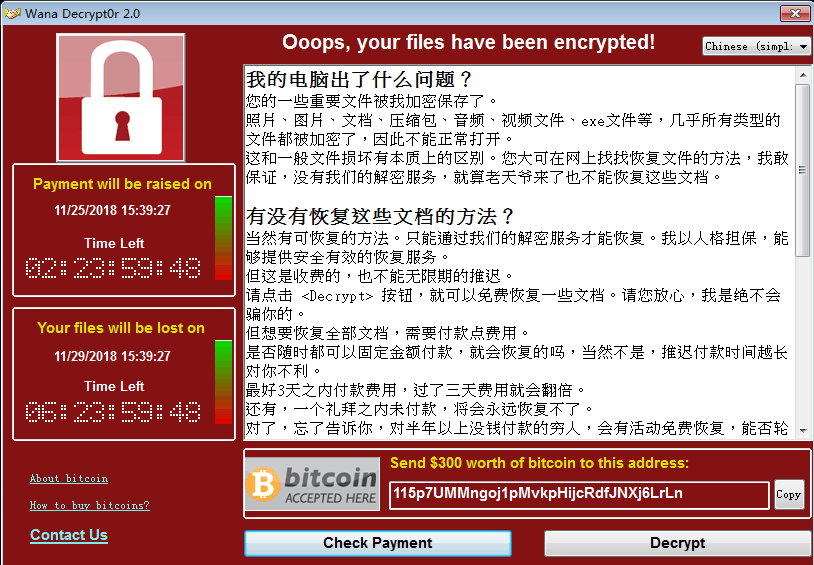 Wana Decrypt0r 2.0
Ooops, your files have been encrypted!
Chinese (simpl:
Payment will be raised on
11/25/2018 15:39:27
Time Left
02:23:59:48
Your files will be lost on
11/29/2018 15:39:27
Time Left
06:23:59:48
About bitcoin
How to buy bitcoins?
Contact Us
我的电脑出了什么问题？
您的一些重要文件被我加密保存了。
照片、图片、文档、压缩包、音频、视频文件、exe文件等，几乎所有类型的
文件都被加密了，因此不能正常打开。
这和一般文件损坏有本质上的区别。您大可在网上找找恢复文件的方法，我敢
保证，没有我们的解密服务，就算老天爷来了也不能恢复这些文档。
有没有恢复这些文档的方法？
当然有可恢复的方法。只能通过我们的解密服务才能恢复。我以人格担保，能
够提供安全有效的恢复服务。
但这是收费的，也不能无限期的推迟。
请点击 <Decrypt> 按钮，就可以免费恢复一些文档。请您放心，我是绝不会
骗你的。
但想要恢复全部文档，需要付款点费用。
是否随时都可以固定金额付款，就会恢复的吗，当然不是，推迟付款时间越长
对你不利。
最好3天之内付款费用，过了三天费用就会翻倍。
还有，一个礼拜之内未付款，将会永远恢复不了。
对了，忘了告诉你，对半年以上没钱付款的穷人，会有活动免费恢复，能否轮
bitcoin
ACCEPTED HERE
Send $300 worth of bitcoin to this address:
115p7UMMngoj1pMvkpHijcRdfJNXj6LrLn
Copy
Check Payment
Decrypt